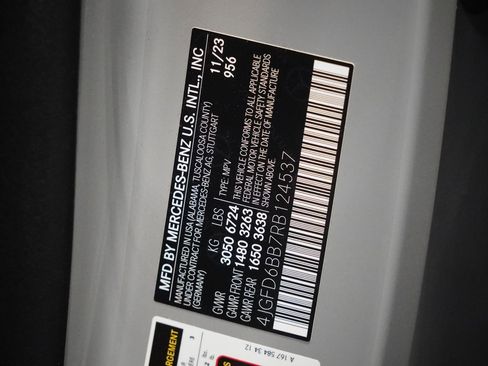 MFD BY MERCEDES-BENZ U.S. INTL., INC
MANUFACTURED IN USA (ALABAMA, TUSCALOOSA COUNTY)
UNDER CONTRACT FOR MERCEDES-BENZ AG, STUTTGART
(GERMANY)
11/23
956
KG LBS TYPE: MPV
GVWR 3050 6724
GAWR FRONT 1480 3263
GAWR REAR 1650 3638
THIS VEHICLE CONFORMS TO ALL APPLICABLE
FEDERAL MOTOR VEHICLE SAFETY STANDARDS
IN EFFECT ON THE DATE OF MANUFACTURE
SHOWN ABOVE.
4JGFD6BB7RB124537
A 167 584 34 12